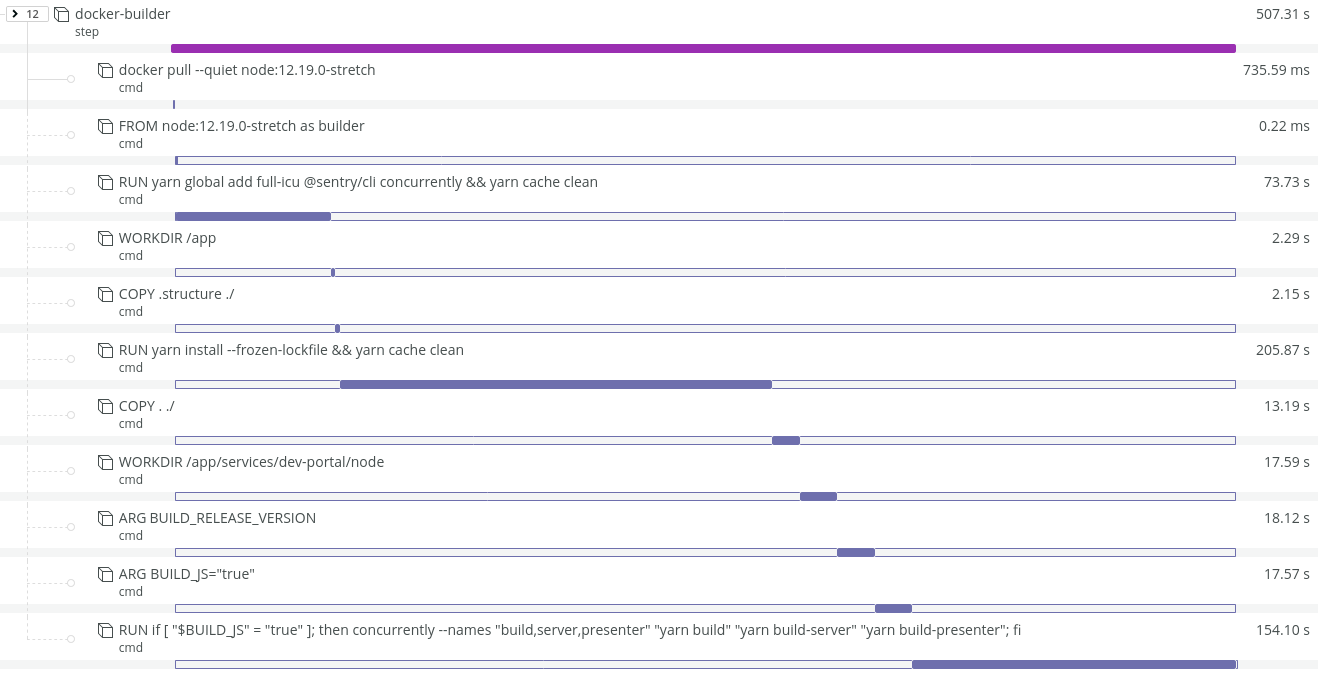 12 docker-builder 507.31 s
step
docker pull --quiet node:12.19.0-stretch 735.59 ms
cmd
FROM node:12.19.0-stretch as builder 0.22 ms
cmd
RUN yarn global add full-icu @sentry/cli concurrently && yarn cache clean 73.73 s
cmd
WORKDIR /app 2.29 s
cmd
COPY .structure ./ 2.15 s
cmd
RUN yarn install --frozen-lockfile && yarn cache clean 205.87 s
cmd
COPY . ./ 13.19 s
cmd
WORKDIR /app/services/dev-portal/node 17.59 s
cmd
ARG BUILD_RELEASE_VERSION 18.12 s
cmd
ARG BUILD_JS="true" 17.57 s
cmd
RUN if [ "$BUILD_JS" = "true" ]; then concurrently --names "build,server,presenter" "yarn build" "yarn build-server" "yarn build-presenter"; fi 154.10 s
cmd